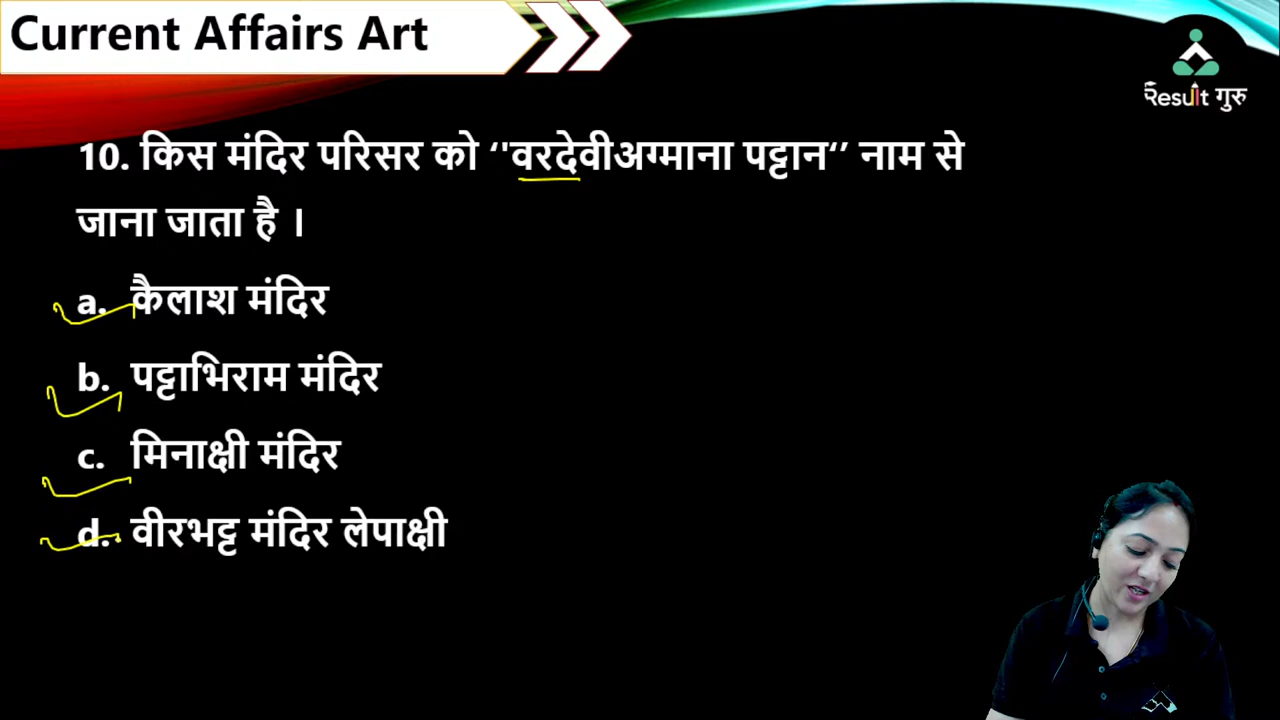 Current Affairs Art
Result गुरु
10. किस मंदिर परिसर को ‘'वरदेवीअग्माना पट्टान‘’ नाम से
जाना जाता है ।
a. कैलाश मंदिर
b. पट्टाभिराम मंदिर
c. मिनाक्षी मंदिर
d. वीरभट्ट मंदिर लेपाक्षी